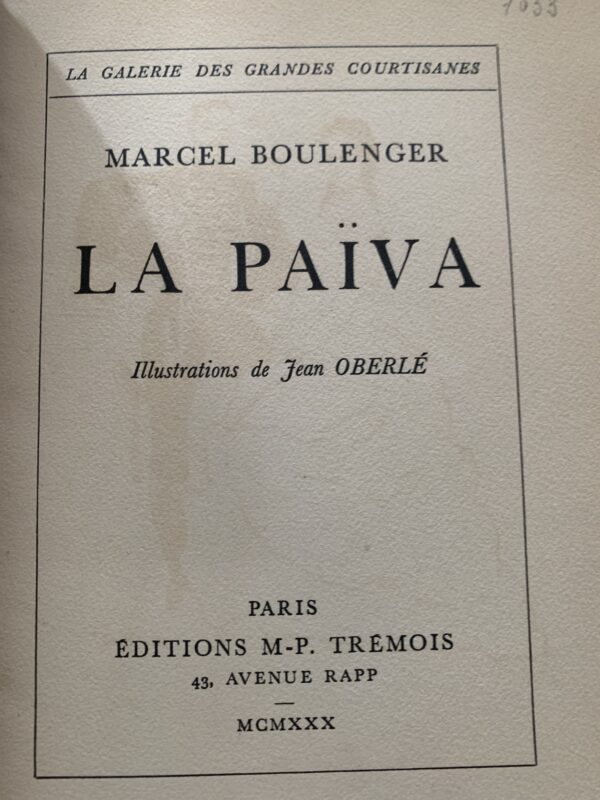 1033
LA GALERIE DES GRANDES COURTISANES
MARCEL BOULENGER
LA PAÏVA
Illustrations de Jean OBERLÉ
PARIS
ÉDITIONS M-P. TRÉMOIS
43, AVENUE RAPP
—
MCMXXX